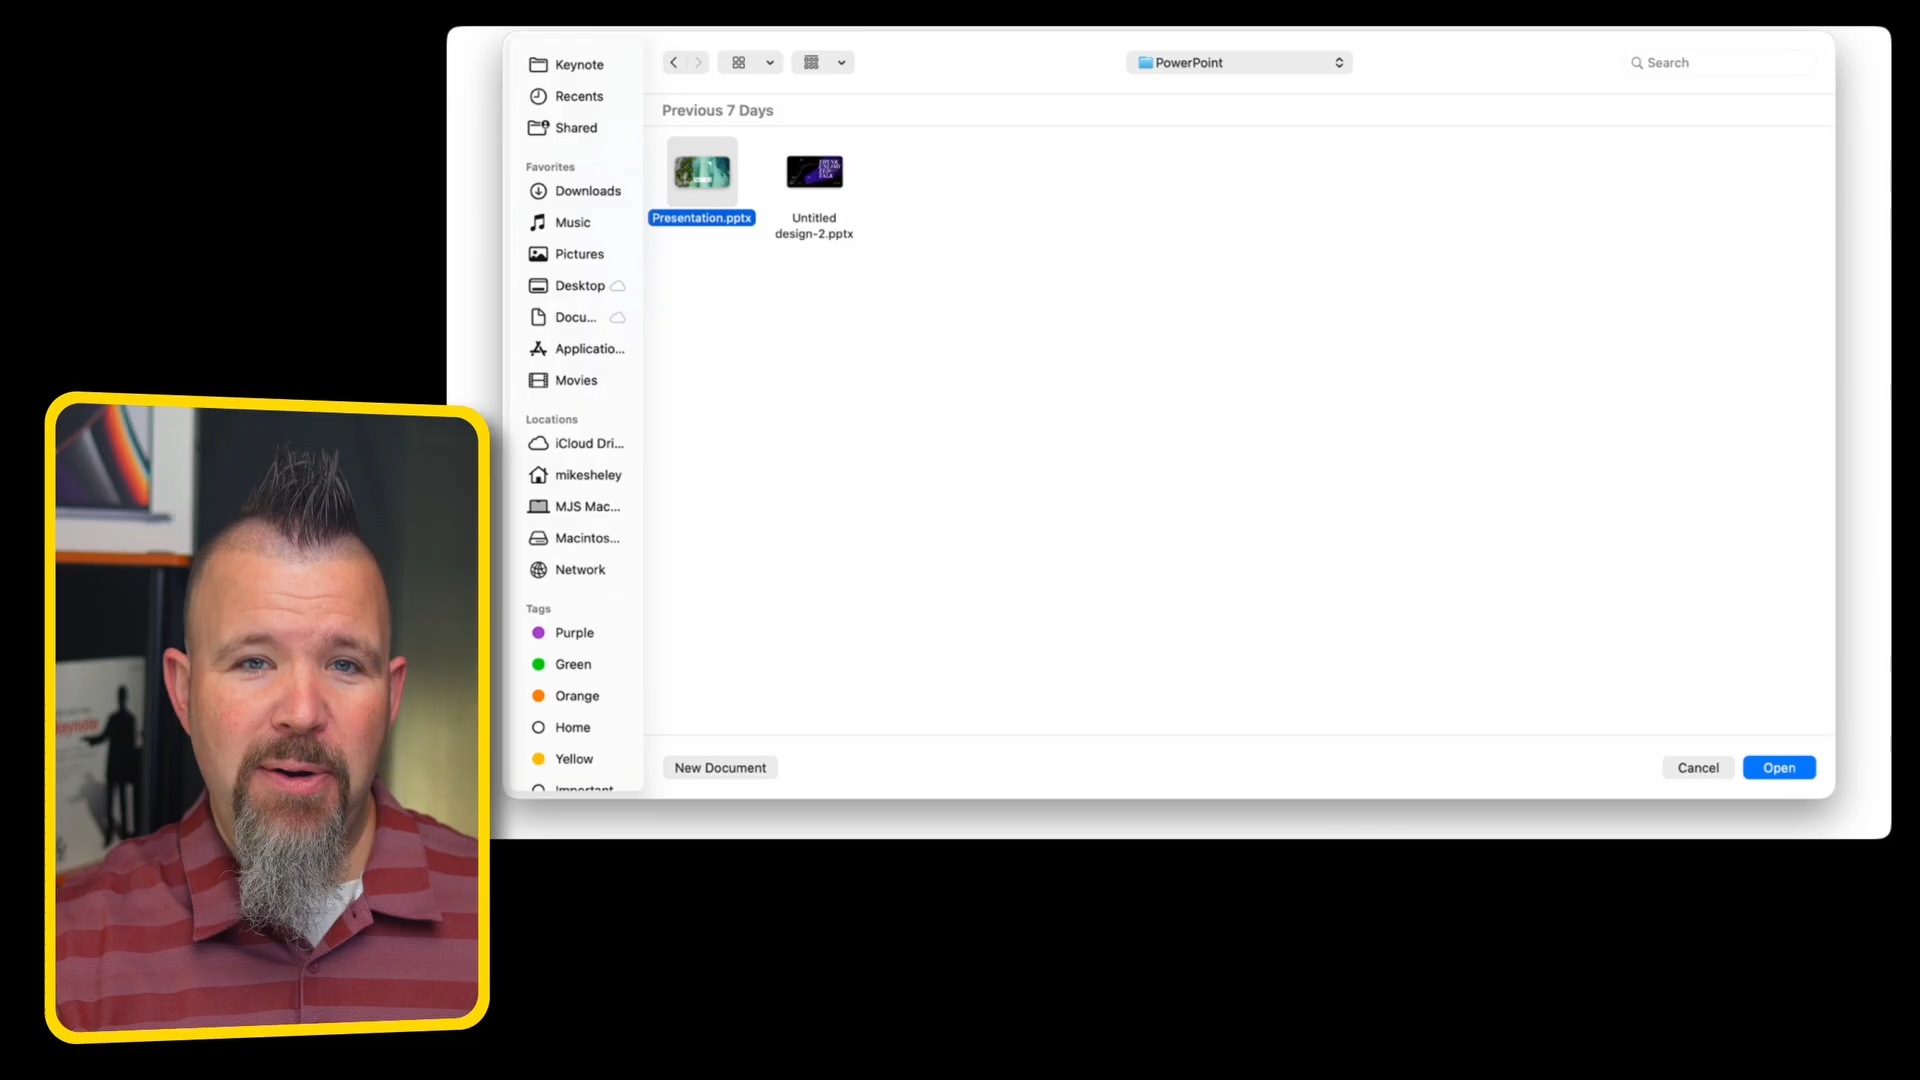 Keynote
Recents
Shared
Favorites
Downloads
Music
Pictures
Desktop
Docu...
Applicatio...
Movies
Locations
iCloud Dri...
mikesheley
MJS Mac...
Macintos...
Network
Tags
Purple
Green
Orange
Home
Yellow
Important
PowerPoint
Search
Previous 7 Days
Presentation.pptx
Untitled
design-2.pptx
New Document
Cancel
Open
Keynote